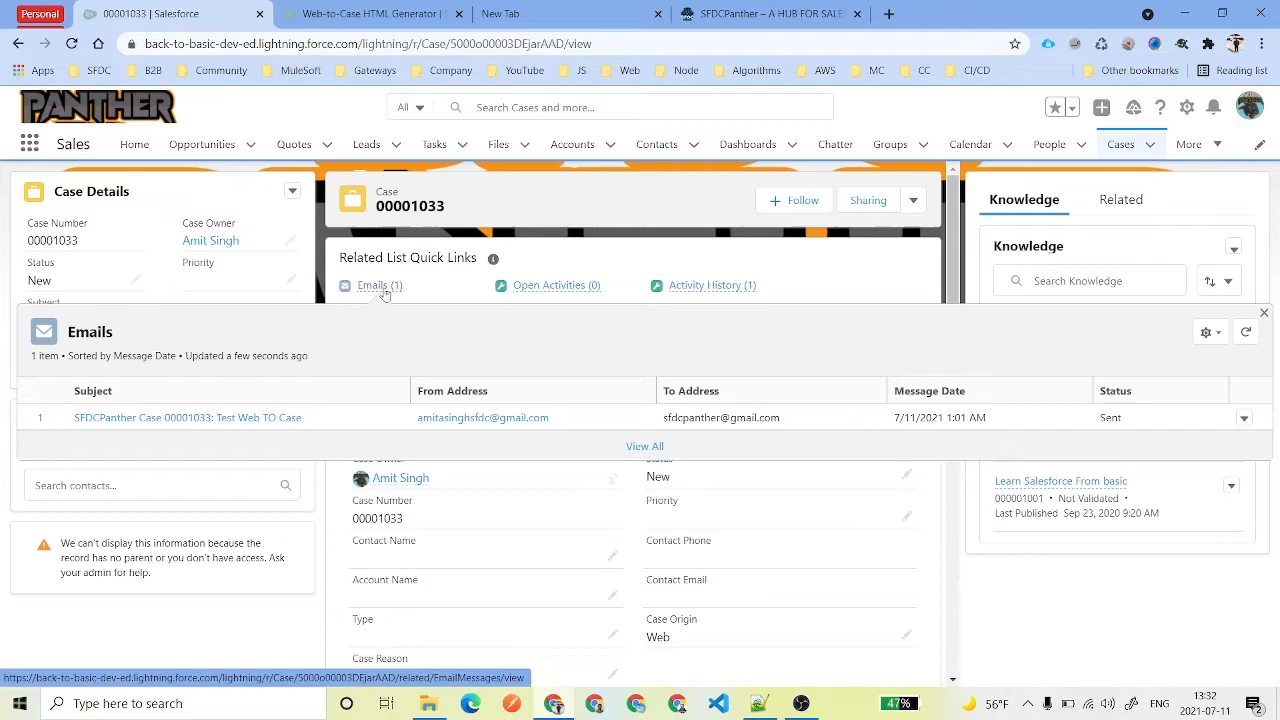 Personal
00001033 | Salesforce
Web-to-Case HTML Generator |
New Tab
SFDCPanther - A HUB FOR SALES
back-to-basic-dev-ed.lightning.force.com/lightning/r/Case/5000o00003DEjarAAD/view
Apps SFDC B2B Company MuleSoft Gateways Company YouTube JS Web Node Algorithms AWS MC CC CI/CD Other bookmarks Reading list
PANTHER
All Search Cases and more...
Sales Home Opportunities Quotes Leads Tasks Files Accounts Contacts Dashboards Chatter Groups Calendar People Cases More
Case Details
Case Number
00001033
Case Owner
Amit Singh
Status
New
Priority
Subject
Case
00001033
Follow
Sharing
Related List Quick Links
Emails (1)
Open Activities (0)
Activity History (1)
Knowledge
Related
Knowledge
Search Knowledge
Emails
1 item • Sorted by Message Date • Updated a few seconds ago
Subject From Address To Address Message Date Status
1 SFDCPanther Case 00001033: Test Web TO Case amitasinghsfdc@gmail.com sfdcpanther@gmail.com 7/11/2021 1:01 AM Sent
View All
Search contacts...
We can't display this information because the
record has no parent or you don't have access. Ask
your admin for help.
Case Owner
Amit Singh
Status
New
Case Number
00001033
Priority
Contact Name
Contact Phone
Account Name
Contact Email
Type
Case Origin
Web
Case Reason
Learn Salesforce From basic
000001001 • Not Validated •
Last Published Sep 23, 2020 9:20 AM
https://back-to-basic-dev-ed.lightning.force.com/lightning/r/Case/5000o00003DEjarAAD/related/EmailMessages/view
Type here to search
47%
56°F
ENG
13:32
2021-07-11
2